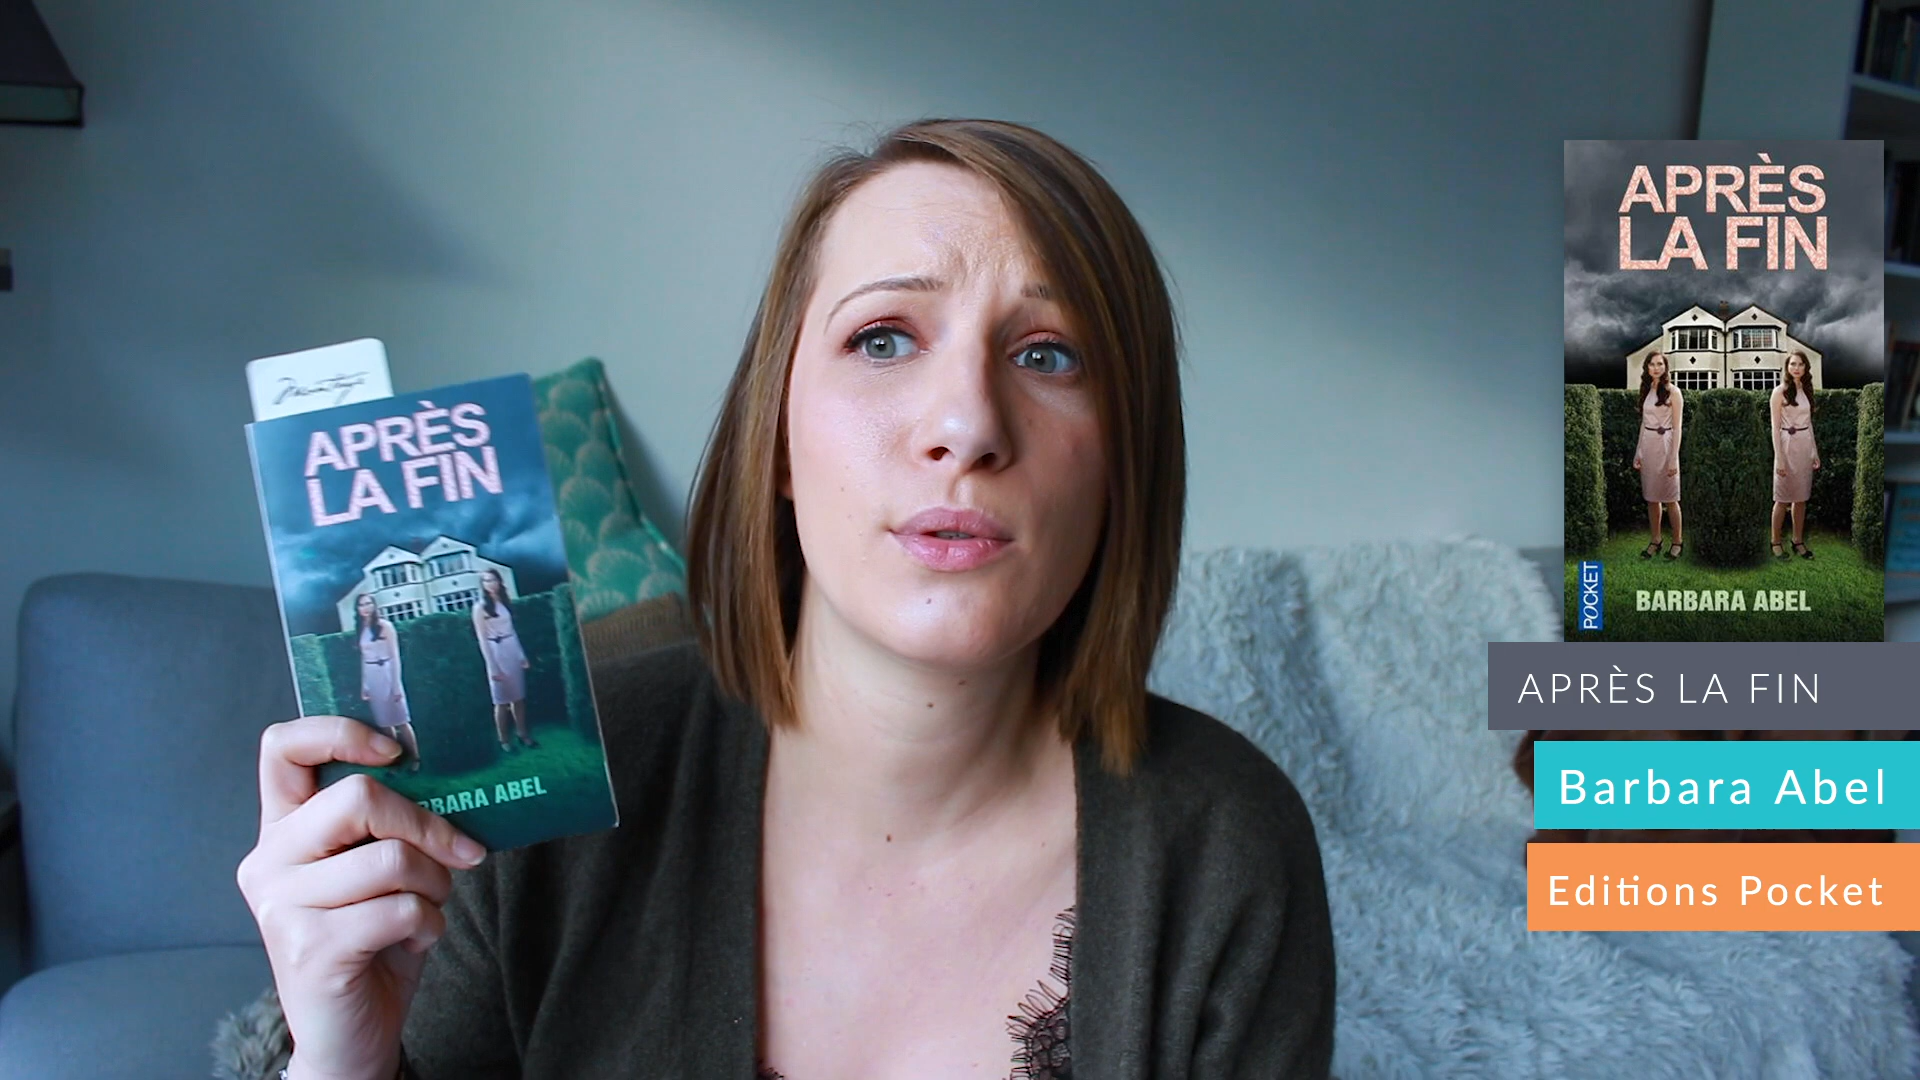 APRÈS
LA FIN
BARA ABEL
APRÈS
LA FIN
POCKET
BARBARA ABEL
APRÈS LA FIN
Barbara Abel
Editions Pocket